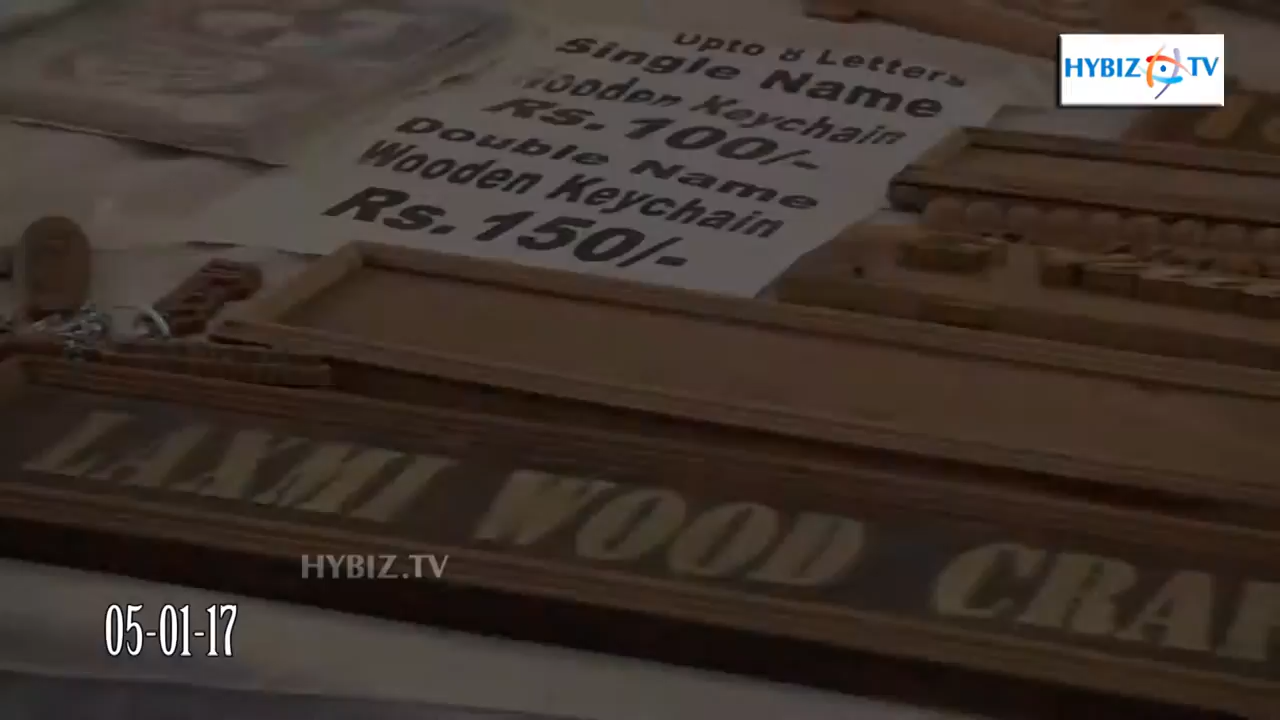 HYBIZ TV
Upto 8 Letters
Single Name
Wooden Keychain
Rs. 100/-
Double Name
Wooden Keychain
Rs. 150/-
LAXMI WOOD CRAF
HYBIZ.TV
05-01-17